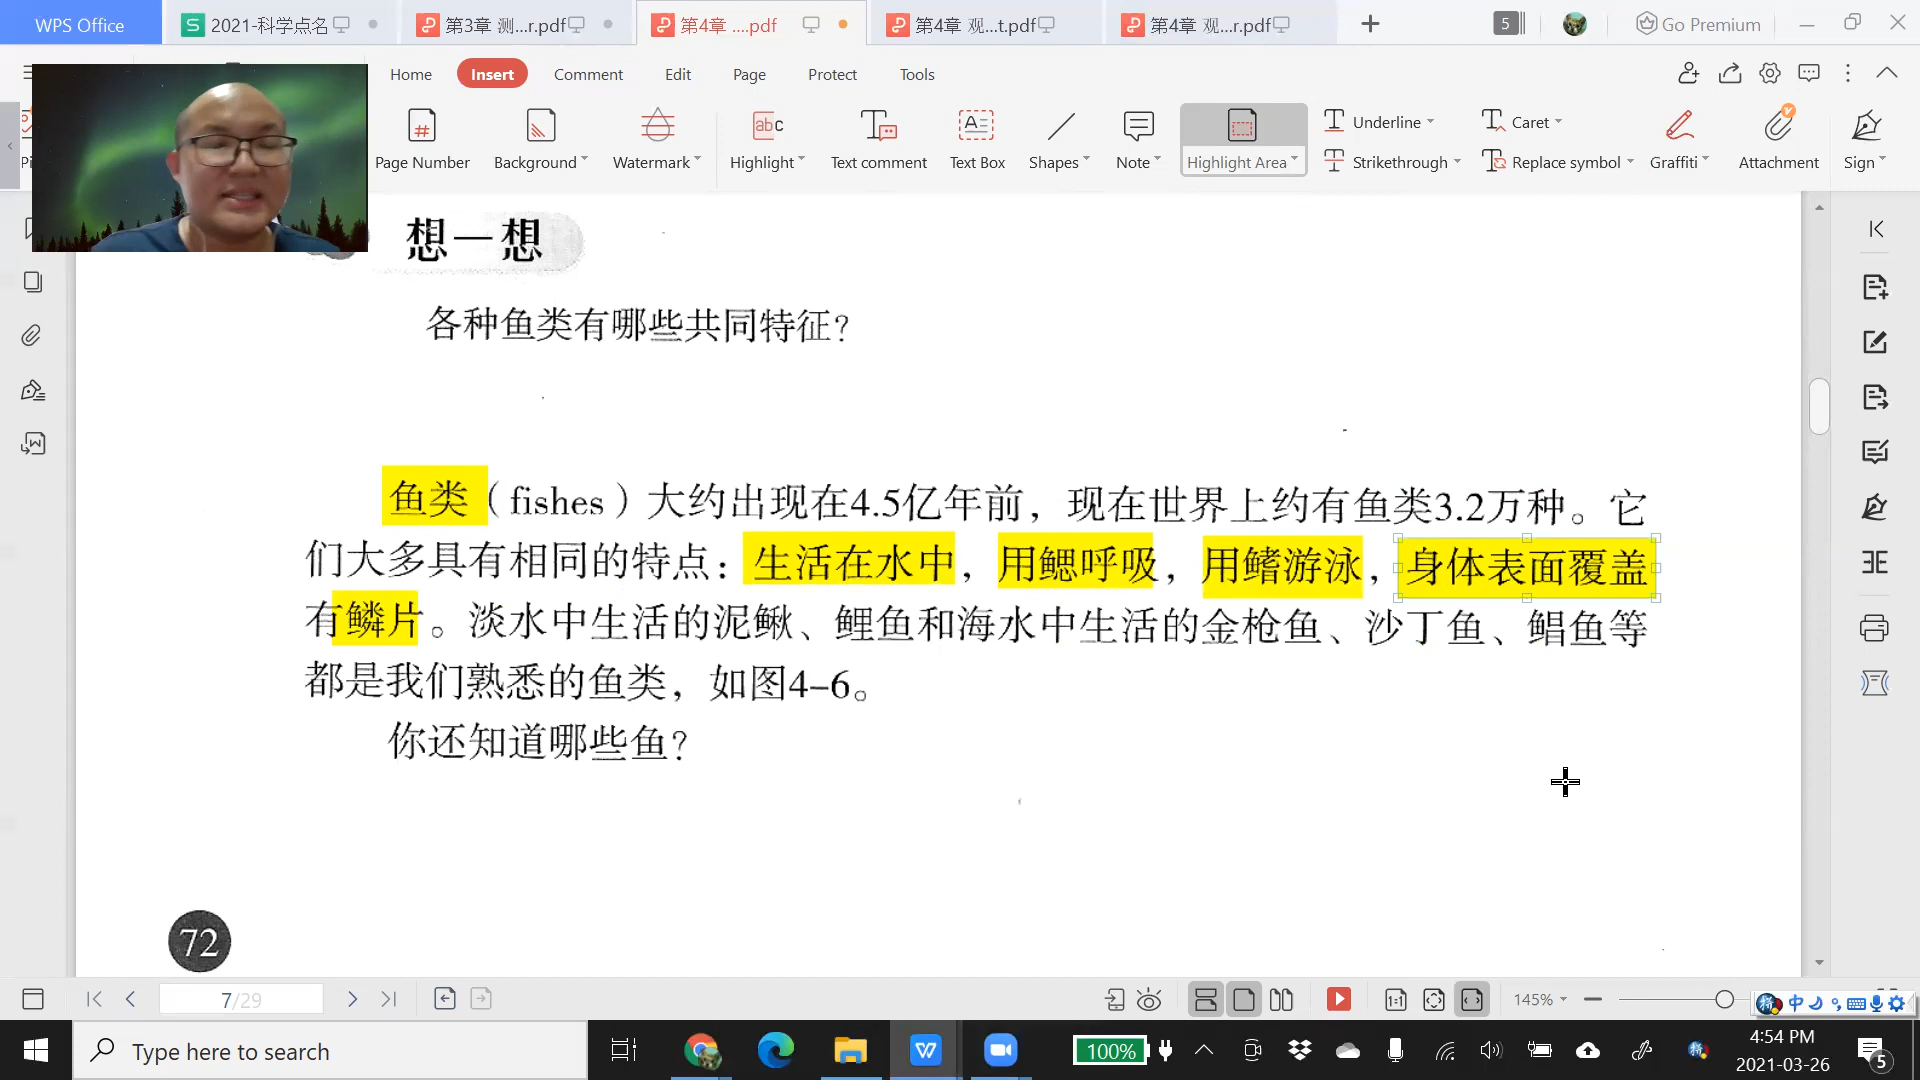 WPS Office
2021-科学点名
第3章 测...r.pdf
第4章 ....pdf
第4章 观...t.pdf
第4章 观...r.pdf
5
Go Premium
Home
Insert
Comment
Edit
Page
Protect
Tools
Page Number
Background
Watermark
Highlight
Text comment
Text Box
Shapes
Note
Highlight Area
Underline
Strikethrough
Caret
Replace symbol
Graffiti
Attachment
Sign
想一想
各种鱼类有哪些共同特征？
鱼类（fishes）大约出现在4.5亿年前，现在世界上约有鱼类3.2万种。它
们大多具有相同的特点：生活在水中，用鳃呼吸，用鳍游泳，身体表面覆盖
有鳞片。淡水中生活的泥鳅、鲤鱼和海水中生活的金枪鱼、沙丁鱼、鲳鱼等
都是我们熟悉的鱼类，如图4–6。
你还知道哪些鱼？
72
7/29
1:1
145%
中
Type here to search
100%
4:54 PM
2021-03-26
5